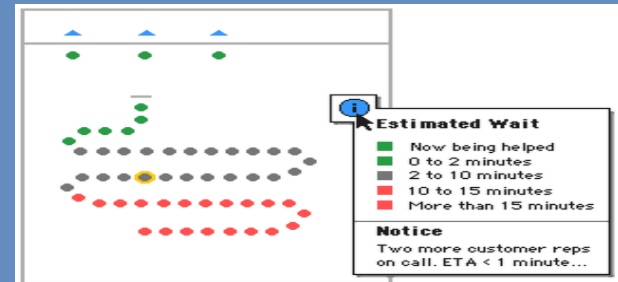 i
Estimated Wait
Now being helped
0 to 2 minutes
2 to 10 minutes
10 to 15 minutes
More than 15 minutes
Notice
Two more customer reps
on call. ETA < 1 minute...